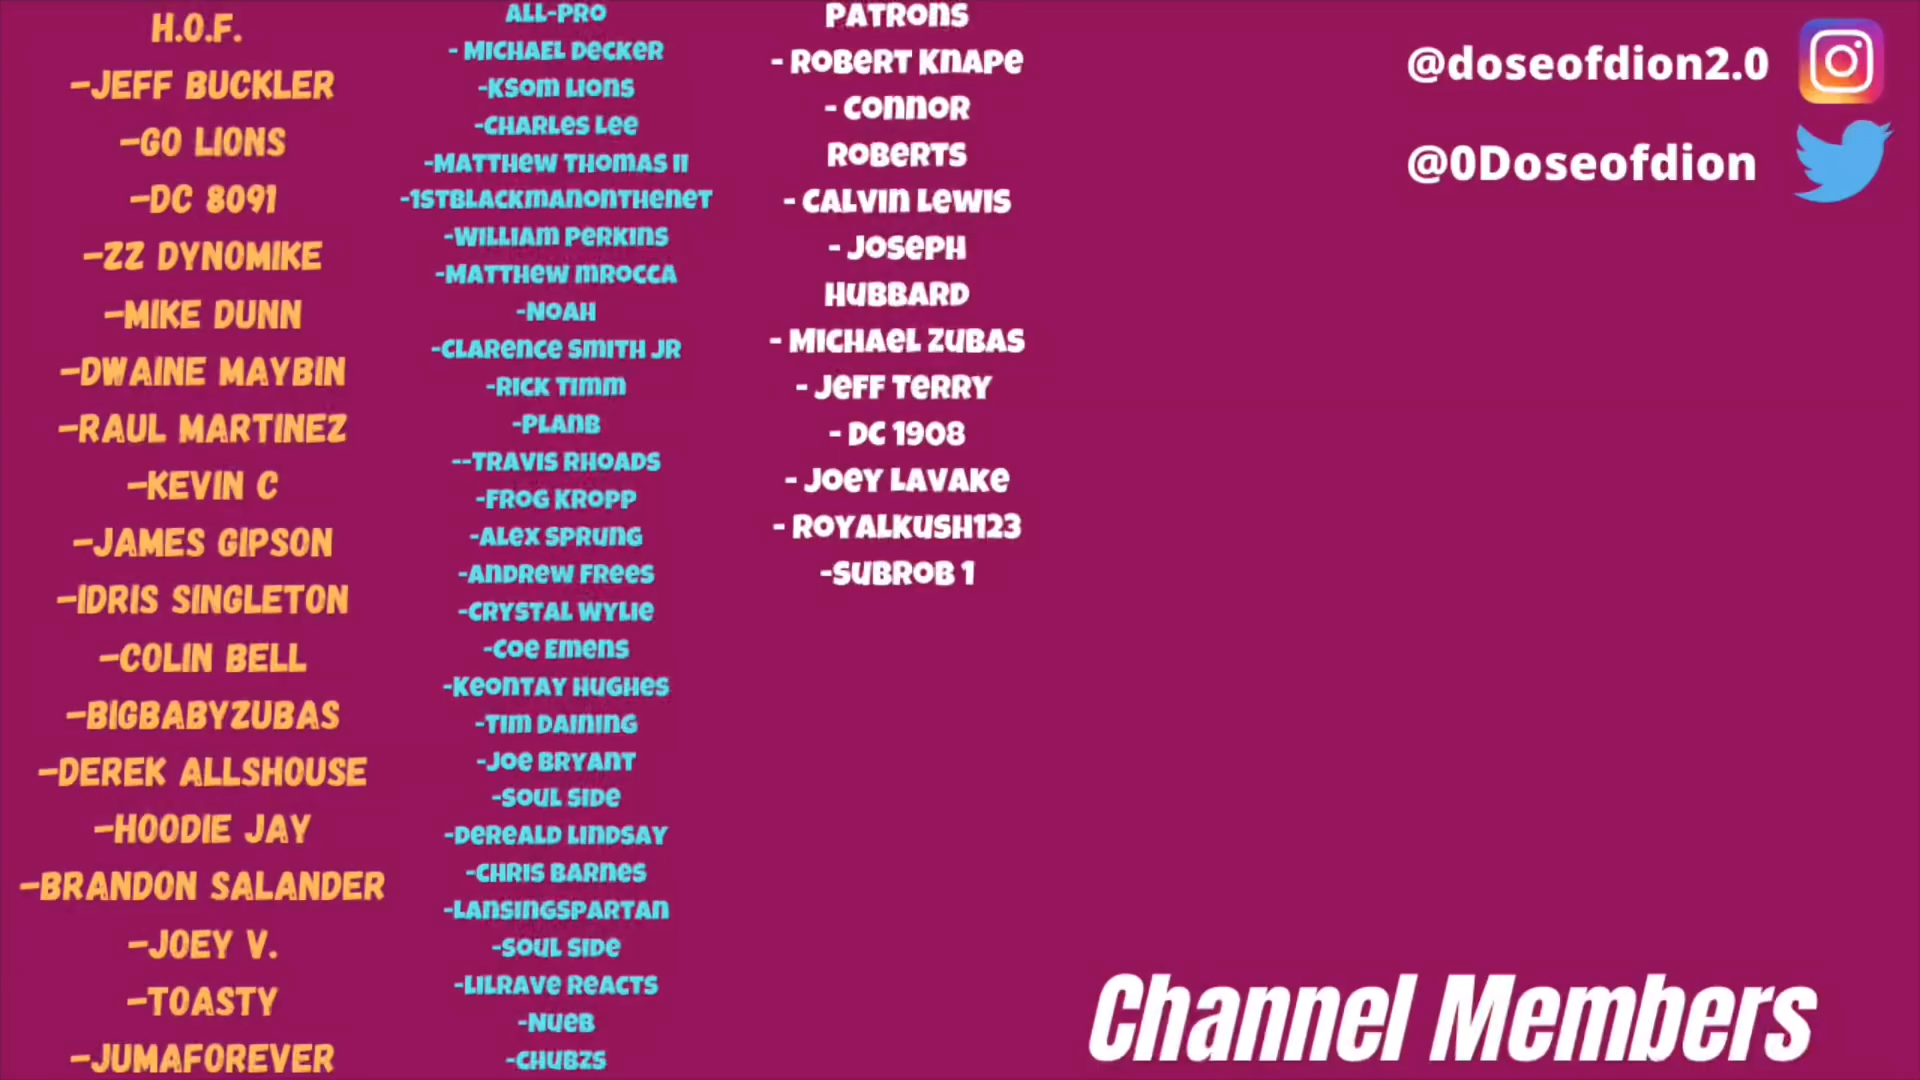 H.O.F.
-JEFF BUCKLER
-GO LIONS
-DC 8091
-ZZ DYNOMIKE
-MIKE DUNN
-DWAINE MAYBIN
-RAUL MARTINEZ
-KEVIN C
-JAMES GIPSON
-IDRIS SINGLETON
-COLIN BELL
-BIGBABYZUBAS
-DEREK ALLSHOUSE
-HOODIE JAY
-BRANDON SALANDER
-JOEY V.
-TOASTY
-JUMAFOREVER
ALL-PRO
- MICHAEL DECKER
-KSOM LIONS
-CHARLES LEE
-MATTHEW THOMAS II
-1STBLACKMANONTHENET
-WILLIAM PERKINS
-MATTHEW MROCCA
-NOAH
-CLARENCE SMITH JR
-RICK TIMM
-PLANB
--TRAVIS RHOADS
-FROG KROPP
-ALEX SPRUNG
-ANDREW FREES
-CRYSTAL WYLIE
-COE EMENS
-KEONTAY HUGHES
-TIM DAINING
-JOE BRYANT
-SOUL SIDE
-DEREALD LINDSAY
-CHRIS BARNES
-LANSINGSPARTAN
-SOUL SIDE
-LILRAVE REACTS
-NUEB
-CHUBZS
PATRONS
- ROBERT KNAPE
- CONNOR
ROBERTS
- CALVIN LEWIS
- JOSEPH
HUBBARD
- MICHAEL ZUBAS
- JEFF TERRY
- DC 1908
- JOEY LAVAKE
- ROYALKUSH123
-SUBROB 1
@doseofdion2.0
@0Doseofdion
Channel Members